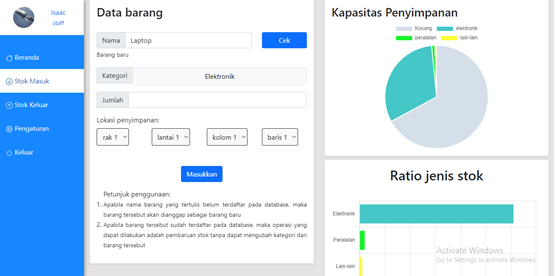 Isaac
staff
Beranda
Stok Masuk
Stok Keluar
Pengaturan
Keluar
Data barang
Nama Laptop Cek
Barang baru
Kategori Elektronik
Jumlah
Lokasi penyimpanan:
rak 1 lantai 1 kolom 1 baris 1
Masukkan
Petunjuk penggunaan:
1. Apabila nama barang yang tertulis belum terdaftar pada database, maka
barang tersebut akan dianggap sebagai barang baru
2. Apabila barang tersebut sudah terdaftar pada database, maka operasi yang
dapat dilakukan adalah pembaruan stok tanpa dapat mengubah kategori dari
barang tersebut
Kapasitas Penyimpanan
Kosong elektronik
peralatan lain-lain
Ratio jenis stok
Elektronik
Paralatan
Lain-lain
Activate Windows
Go to Settings to activate Windows.